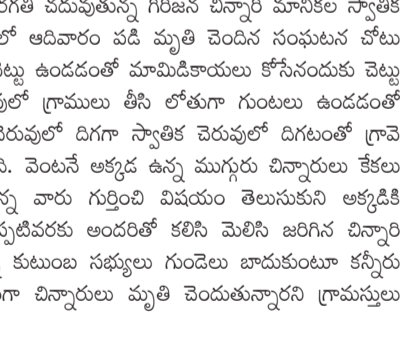 రగతి చదువుతున్న గిరిజన చిన్నారి మానికల స్వాతిక
లో ఆదివారం పడి మృతి చెందిన సంఘటన చోటు
చెట్టు ఉండడంతో మామిడికాయలు కోసేనందుకు చెట్టు
వులో గ్రాములు తీసి లోతుగా గుంటలు ఉండడంతో
చెరువులో దిగగా స్వాతిక చెరువులో దిగటంతో గ్రావె
ది. వెంటనే అక్కడ ఉన్న ముగ్గురు చిన్నారులు కేకలు
న్న వారు గుర్తించి విషయం తెలుసుకుని అక్కడికి
ప్పటివరకు అందరితో కలిసి మెలిసి జరిగిన చిన్నారి
కుటుంబ సభ్యులు గుండెలు బాదుకుంటూ కన్నీరు
గా చిన్నారులు మృతి చెందుతున్నారని గ్రామస్తులు